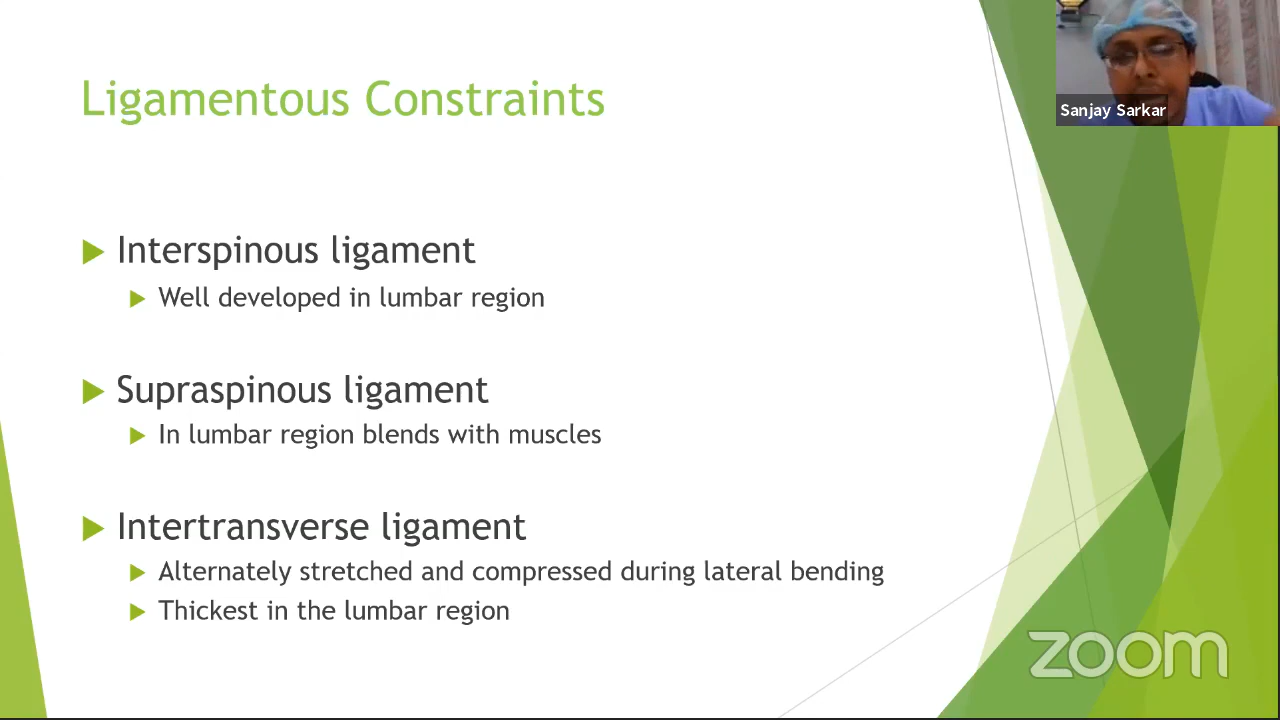 Ligamentous Constraints
Sanjay Sarkar
Interspinous ligament
Well developed in lumbar region
Supraspinous ligament
In lumbar region blends with muscles
Intertransverse ligament
Alternately stretched and compressed during lateral bending
Thickest in the lumbar region
zoom